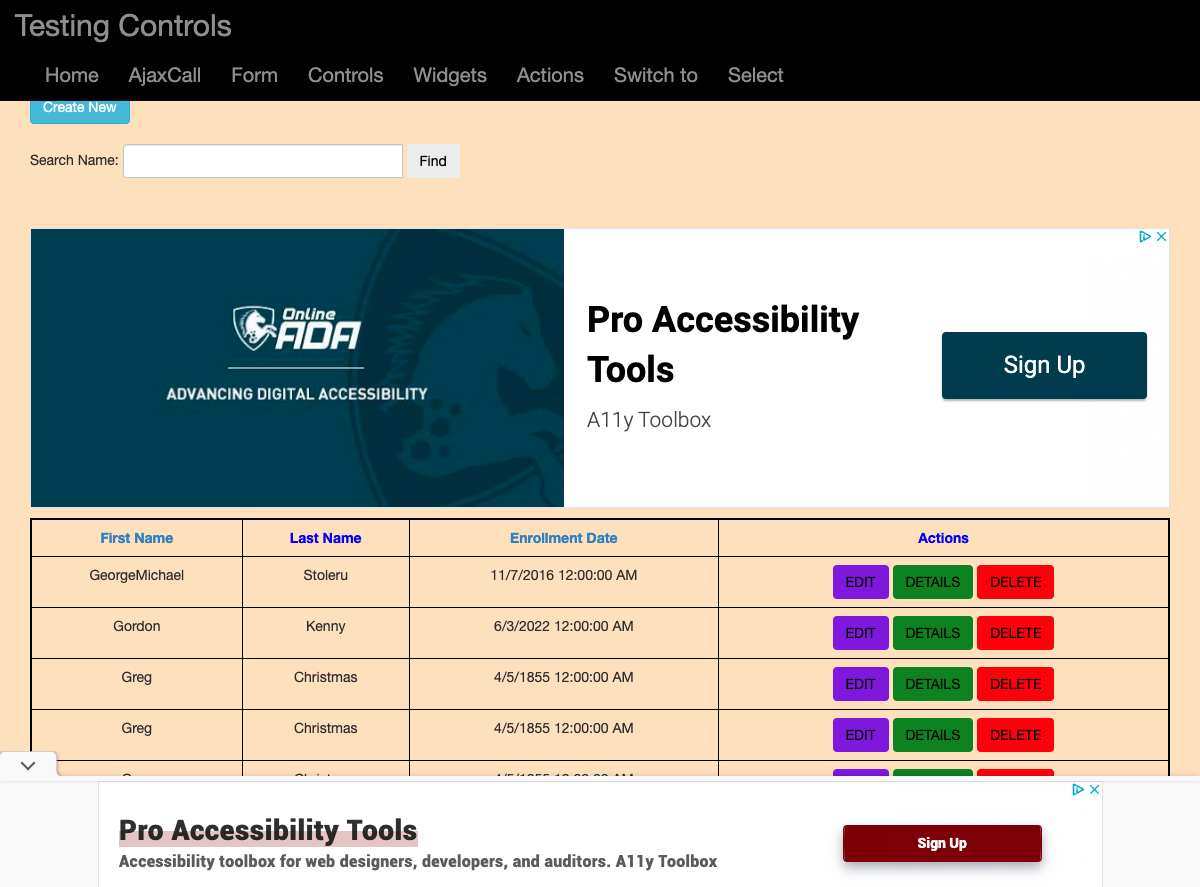 Testing Controls
Home AjaxCall Form Controls Widgets Actions Switch to Select
Create New
Search Name: Find
Online
ADA
ADVANCING DIGITAL ACCESSIBILITY
Pro Accessibility
Tools
A11y Toolbox
Sign Up
First Name Last Name Enrollment Date Actions
GeorgeMichael Stoleru 11/7/2016 12:00:00 AM EDIT DETAILS DELETE
Gordon Kenny 6/3/2022 12:00:00 AM EDIT DETAILS DELETE
Greg Christmas 4/5/1855 12:00:00 AM EDIT DETAILS DELETE
Greg Christmas 4/5/1855 12:00:00 AM EDIT DETAILS DELETE
Pro Accessibility Tools
Accessibility toolbox for web designers, developers, and auditors. A11y Toolbox
Sign Up